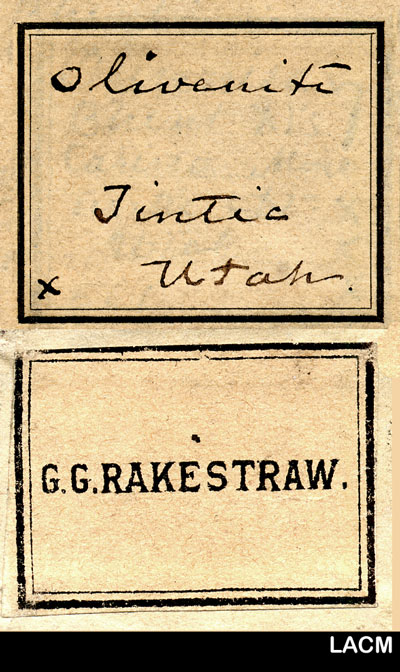 Olivenite
Tintic
x Utah.
G.G.RAKESTRAW.
LACM